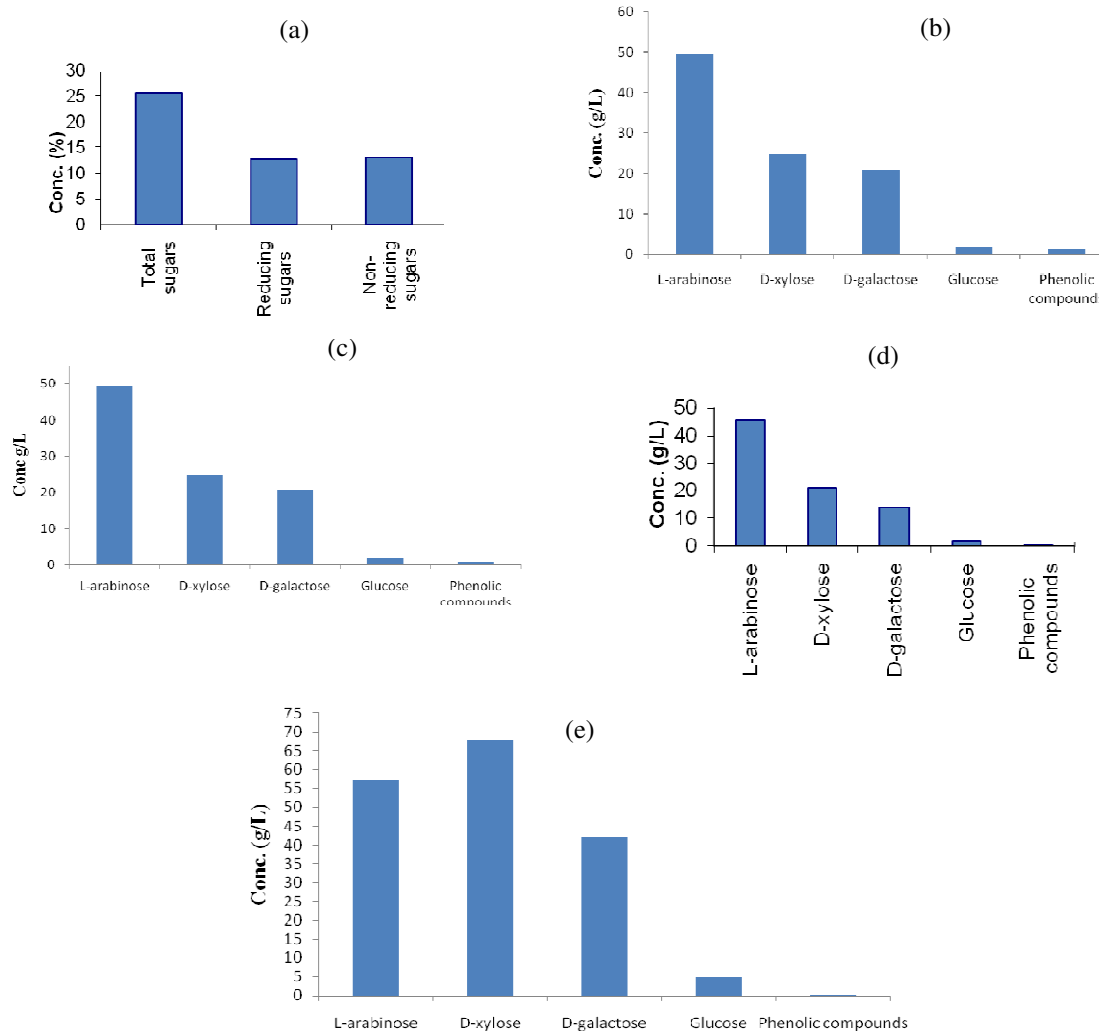 (a)
30
25
20
15
10
5
0
Conc. (%)
Total
sugars
Reducing
sugars
Non-
reducing
sugars
(b)
60
50
40
30
20
10
0
Conc. (g/L)
L-arabinose
D-xylose
D-galactose
Glucose
Phenolic
compounds
(c)
50
40
30
20
10
0
Conc g/L
L-arabinose
D-xylose
D-galactose
Glucose
Phenolic
compounds
(d)
50
40
30
20
10
0
Conc. (g/L)
L-arabinose
D-xylose
D-galactose
Glucose
Phenolic
compounds
(e)
75
70
65
60
55
50
45
40
35
30
25
20
15
10
5
0
Conc. (g/L)
L-arabinose
D-xylose
D-galactose
Glucose
Phenolic compounds